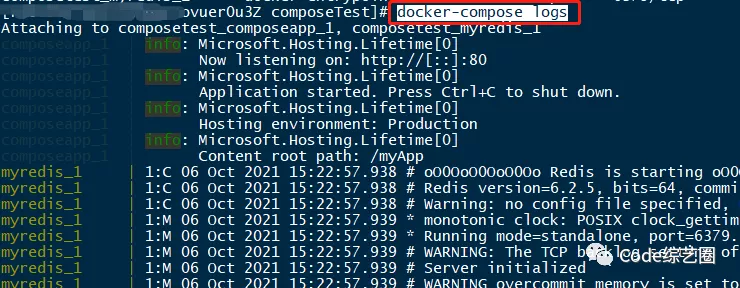 ovuer0u3Z composeTest]# docker-compose logs
Attaching to composetest_composeapp_1, composetest_myredis_1
composeapp_1 | info: Microsoft.Hosting.Lifetime[0]
composeapp_1 | Now listening on: http://[::]:80
composeapp_1 | info: Microsoft.Hosting.Lifetime[0]
composeapp_1 | Application started. Press Ctrl+C to shut down.
composeapp_1 | info: Microsoft.Hosting.Lifetime[0]
composeapp_1 | Hosting environment: Production
composeapp_1 | info: Microsoft.Hosting.Lifetime[0]
composeapp_1 | Content root path: /myApp
myredis_1 | 1:C 06 Oct 2021 15:22:57.938 # oO0OoO0OoO0Oo Redis is starting oO0
myredis_1 | 1:C 06 Oct 2021 15:22:57.938 # Redis version=6.2.5, bits=64, commi
myredis_1 | 1:C 06 Oct 2021 15:22:57.938 # Warning: no config file specified,
myredis_1 | 1:M 06 Oct 2021 15:22:57.939 * monotonic clock: POSIX clock_gettim
myredis_1 | 1:M 06 Oct 2021 15:22:57.939 * Running mode=standalone, port=6379.
myredis_1 | 1:M 06 Oct 2021 15:22:57.939 # WARNING: The TCP backlog setting of
myredis_1 | 1:M 06 Oct 2021 15:22:57.939 # Server initialized
myredis_1 | 1:M 06 Oct 2021 15:22:57.939 # WARNING overcommit_memory is set to
Code综艺圈